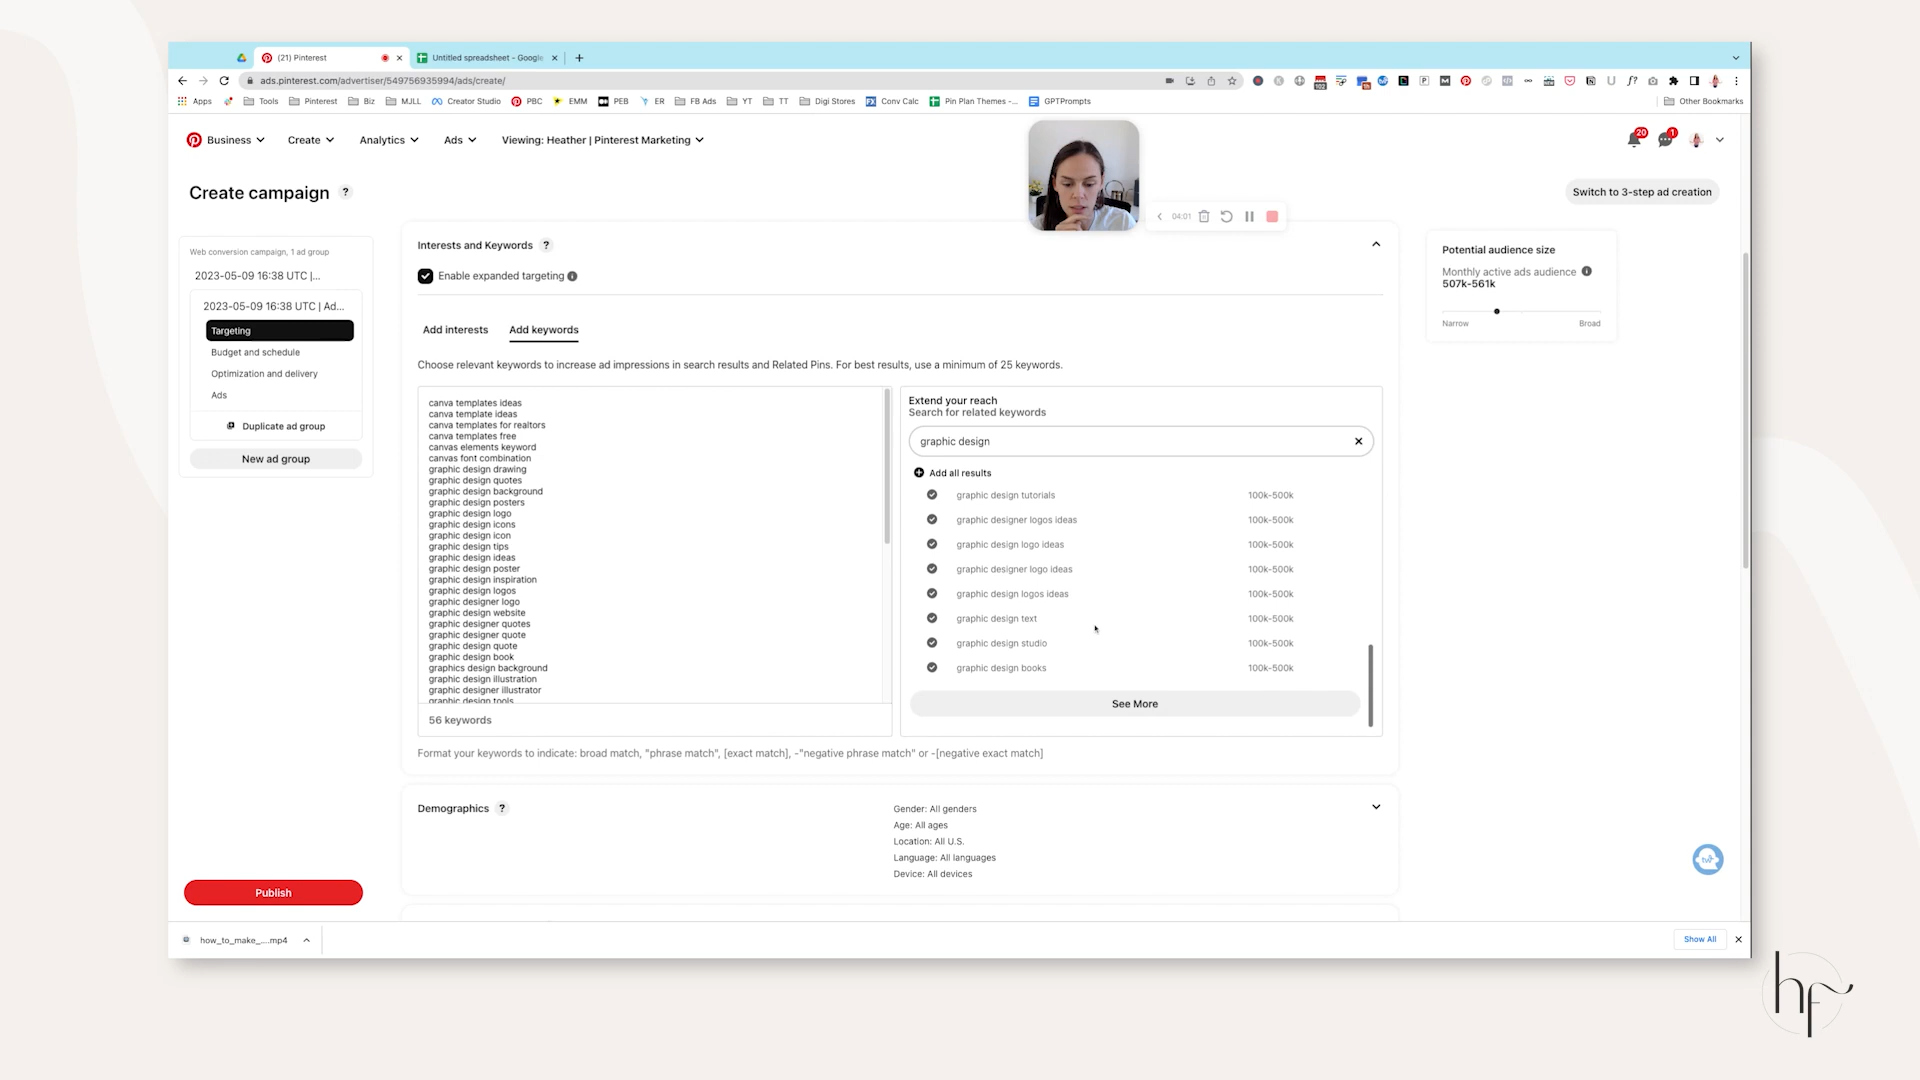 (21) Pinterest
Untitled spreadsheet - Google
ads.pinterest.com/advertiser/549756935994/ads/create/
Apps
Tools
Pinterest
Biz
MJLL
Creator Studio
PBC
EMM
PEB
ER
FB Ads
YT
TT
Digi Stores
Conv Calc
Pin Plan Themes -...
GPTPrompts
Other Bookmarks
Business
Create
Analytics
Ads
Viewing: Heather | Pinterest Marketing
20
1
Create campaign ?
Switch to 3-step ad creation
04:01
Web conversion campaign, 1 ad group
2023-05-09 16:38 UTC |...
2023-05-09 16:38 UTC | Ad...
Targeting
Budget and schedule
Optimization and delivery
Ads
Duplicate ad group
New ad group
Publish
Interests and Keywords ?
Enable expanded targeting
Add interests
Add keywords
Choose relevant keywords to increase ad impressions in search results and Related Pins. For best results, use a minimum of 25 keywords.
canva templates ideas
canva template ideas
canva templates for realtors
canva templates free
canvas elements keyword
canvas font combination
graphic design drawing
graphic design quotes
graphic design background
graphic design posters
graphic design logo
graphic design icons
graphic design icon
graphic design tips
graphic design ideas
graphic design poster
graphic design inspiration
graphic design logos
graphic designer logo
graphic design website
graphic designer quotes
graphic designer quote
graphic design quote
graphic design book
graphics design background
graphic design illustration
graphic designer illustrator
graphic design tools
56 keywords
Extend your reach
Search for related keywords
graphic design
Add all results
graphic design tutorials 100k-500k
graphic designer logos ideas 100k-500k
graphic design logo ideas 100k-500k
graphic designer logo ideas 100k-500k
graphic design logos ideas 100k-500k
graphic design text 100k-500k
graphic design studio 100k-500k
graphic design books 100k-500k
See More
Format your keywords to indicate: broad match, "phrase match", [exact match], -"negative phrase match" or -[negative exact match]
Demographics ?
Gender: All genders
Age: All ages
Location: All U.S.
Language: All languages
Device: All devices
Potential audience size
Monthly active ads audience
507k-561k
Narrow
Broad
how_to_make_....mp4
Show All
hf